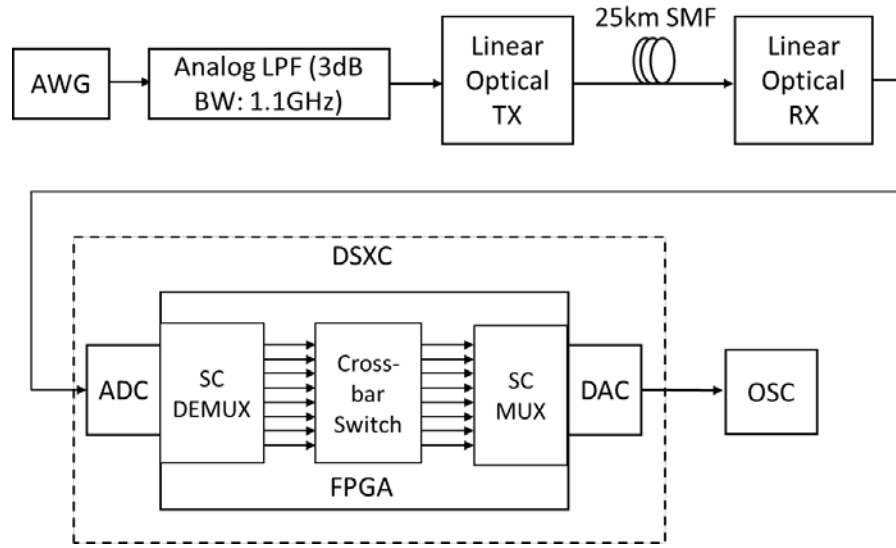 25km SMF
AWG
Analog LPF (3dB
BW: 1.1GHz)
Linear
Optical
TX
Linear
Optical
RX
DSXC
ADC
SC
DEMUX
Cross-
bar
Switch
SC
MUX
DAC
OSC
FPGA